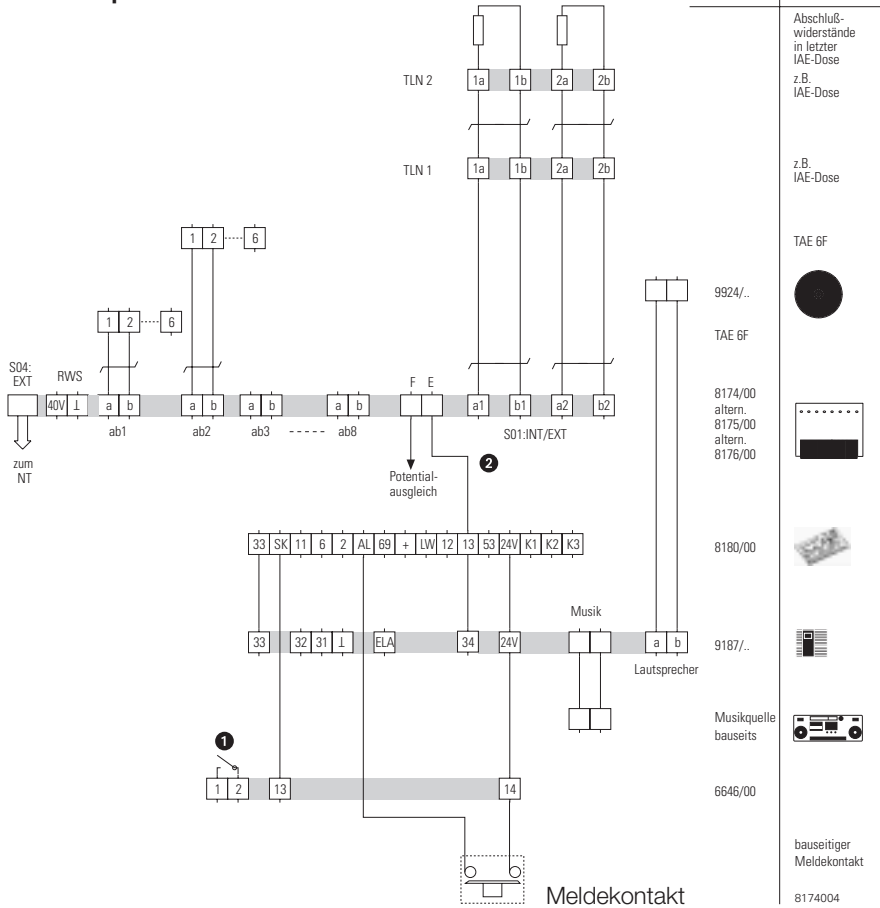 Abschluß-
widerstände
in letzter
IAE-Dose
TLN 2
1a 1b 2a 2b
z.B.
IAE-Dose
TLN 1
1a 1b 2a 2b
z.B.
IAE-Dose
1 2 6
TAE 6F
9924/..
1 2 6
TAE 6F
S04:
EXT
RWS
F E
40V ⊥ a b a b a b a b a1 b1 a2 b2
ab1 ab2 ab3 ab8 S01:INT/EXT
8174/00
altern.
8175/00
altern.
8176/00
zum
NT
Potential-
ausgleich
2
33 SK 11 6 2 AL 69 + LW 12 13 53 24V K1 K2 K3
8180/00
Musik
33 32 31 ⊥ ELA 34 24V a b
9187/..
Lautsprecher
Musikquelle
bauseits
1
1 2 13 14
6646/00
bauseitiger
Meldekontakt
Meldekontakt
8174004